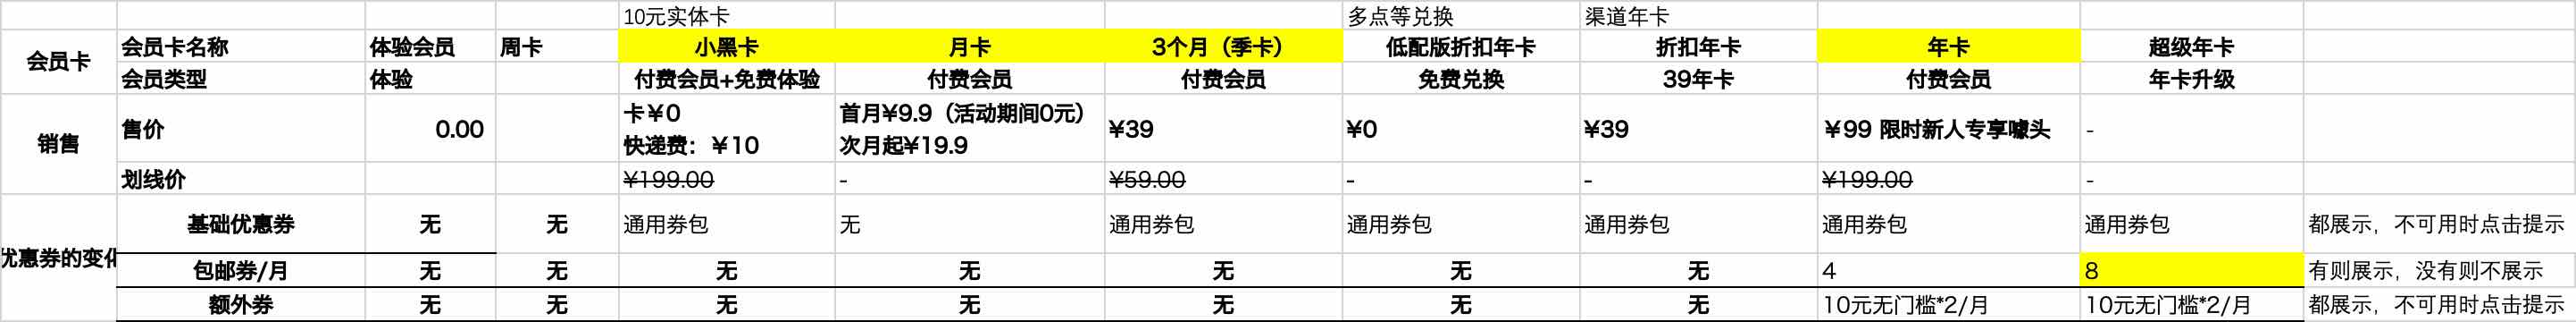 10元实体卡 多点等兑换 渠道年卡
会员卡 会员卡名称 体验会员 周卡 小黑卡 月卡 3个月（季卡） 低配版折扣年卡 折扣年卡 年卡 超级年卡
会员类型 体验 付费会员+免费体验 付费会员 付费会员 免费兑换 39年卡 付费会员 年卡升级
销售 售价 0.00 卡￥0 首月¥9.9（活动期间0元） ¥39 ¥0 ¥39 ￥99 限时新人专享噱头 -
快递费：￥10 次月起¥19.9
划线价 ¥199.00 - ¥59.00 - - ¥199.00 -
优惠券的变化 基础优惠券 无 无 通用券包 无 通用券包 通用券包 通用券包 通用券包 通用券包 都展示，不可用时点击提示
包邮券/月 无 无 无 无 无 无 无 4 8 有则展示，没有则不展示
额外券 无 无 无 无 无 无 无 10元无门槛*2/月 10元无门槛*2/月 都展示，不可用时点击提示